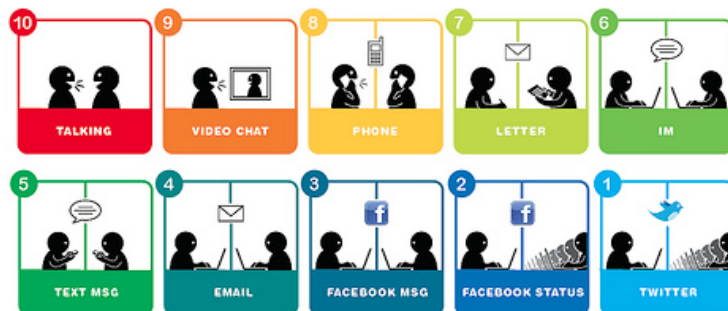 10
TALKING
9
VIDEO CHAT
8
PHONE
7
LETTER
6
IM
5
TEXT MSG
4
EMAIL
3
f
FACEBOOK MSG
2
f
FACEBOOK STATUS
1
TWITTER